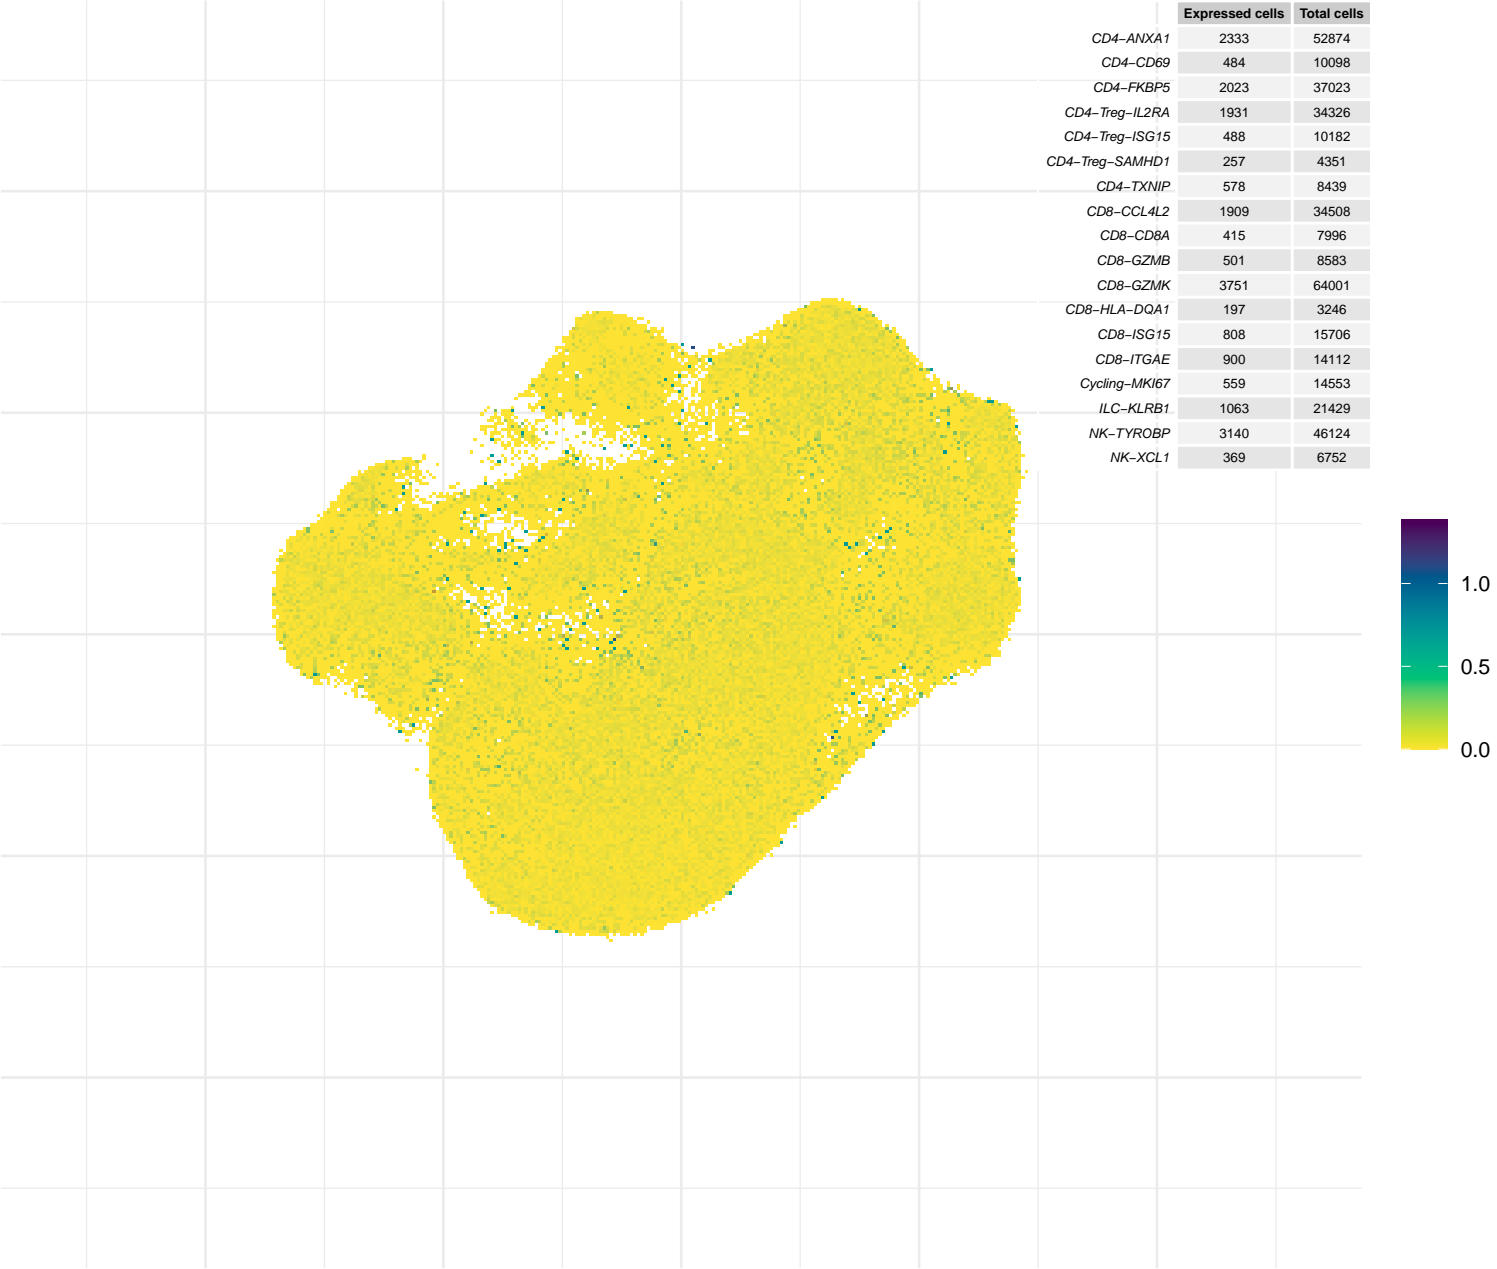 Expressed cells Total cells
CD4−ANXA1 2333 52874
CD4−CD69 484 10098
CD4−FKBP5 2023 37023
CD4−Treg−IL2RA 1931 34326
CD4−Treg−ISG15 488 10182
CD4−Treg−SAMHD1 257 4351
CD4−TXNIP 578 8439
CD8−CCL4L2 1909 34508
CD8−CD8A 415 7996
CD8−GZMB 501 8583
CD8−GZMK 3751 64001
CD8−HLA−DQA1 197 3246
CD8−ISG15 808 15706
CD8−ITGAE 900 14112
Cycling−MKI67 559 14553
ILC−KLRB1 1063 21429
NK−TYROBP 3140 46124
NK−XCL1 369 6752
1.0
0.5
0.0